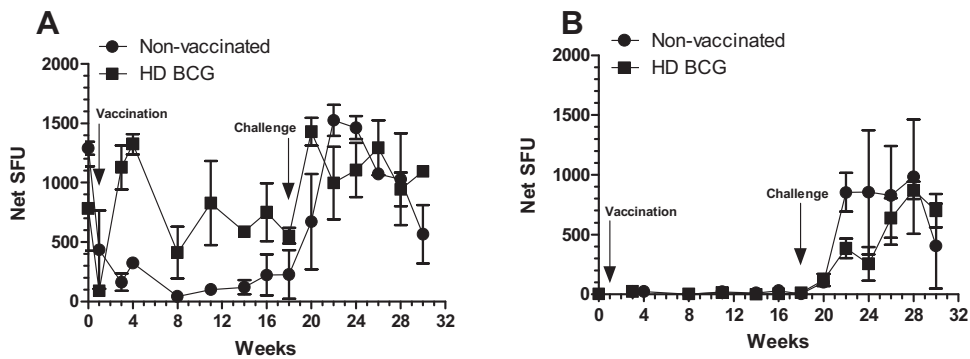 A
Non-vaccinated
HD BCG
2000
1500
1000
500
0
Net SFU
Vaccination
Challenge
0 4 8 12 16 20 24 28 32
Weeks
B
Non-vaccinated
HD BCG
2000
1500
1000
500
0
Net SFU
Vaccination
Challenge
0 4 8 12 16 20 24 28 32
Weeks